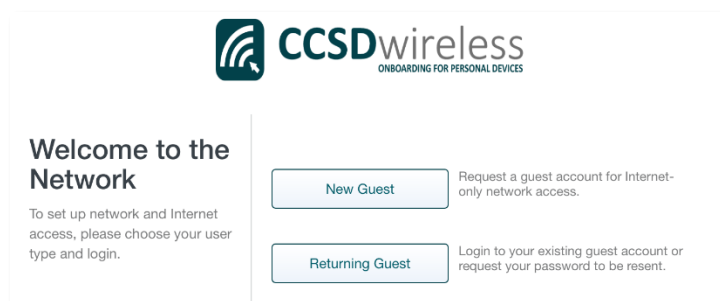 CCSDwireless
ONBOARDING FOR PERSONAL DEVICES
Welcome to the
Network
To set up network and Internet
access, please choose your user
type and login.
New Guest
Request a guest account for Internet-
only network access.
Returning Guest
Login to your existing guest account or
request your password to be resent.